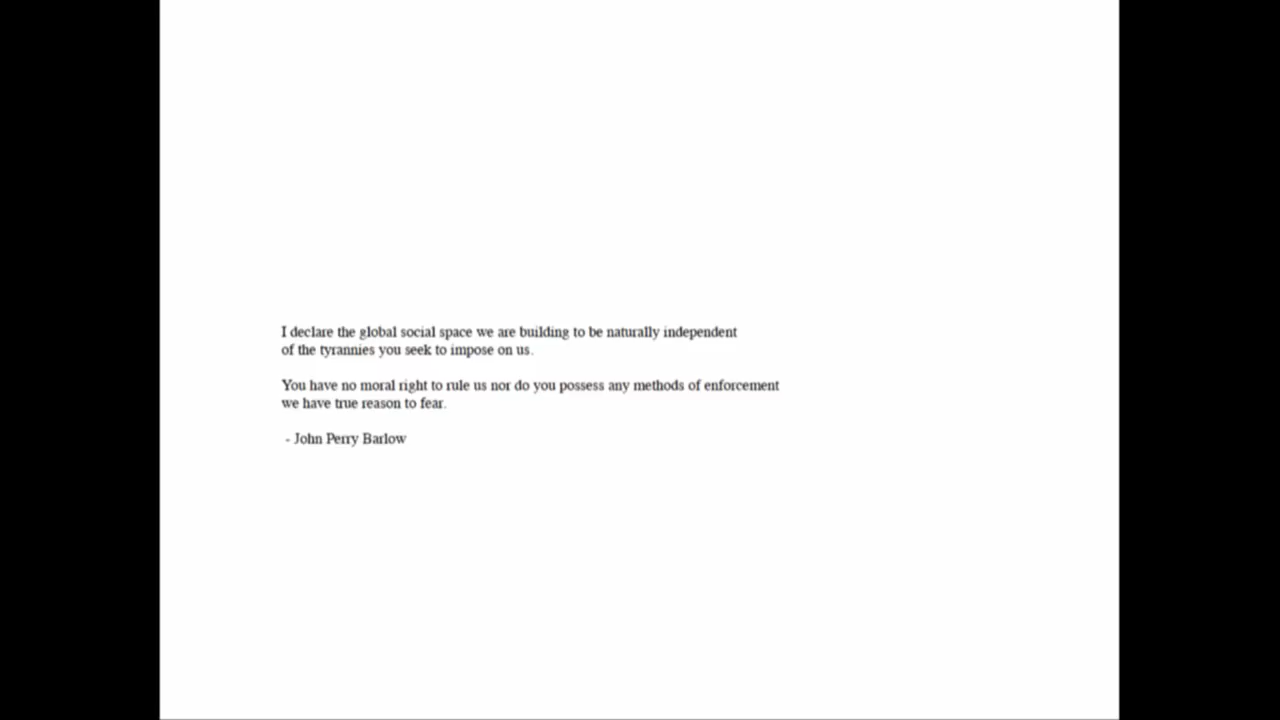 I declare the global social space we are building to be naturally independent
of the tyrannies you seek to impose on us.
You have no moral right to rule us nor do you possess any methods of enforcement
we have true reason to fear.
- John Perry Barlow